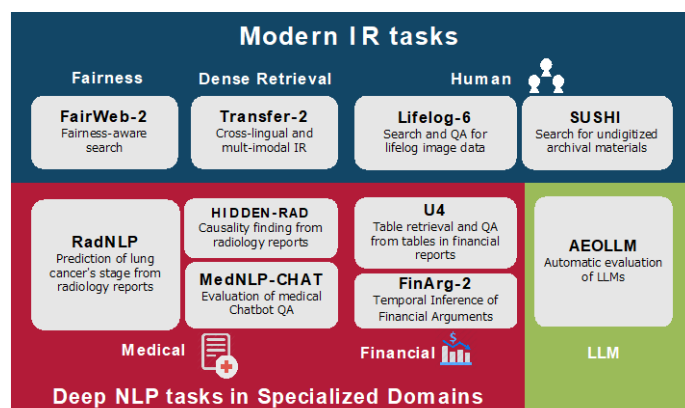 Modern IR tasks
Fairness
Dense Retrieval
Human
FairWeb-2
Fairness-aware
search
Transfer-2
Cross-lingual and
mult-imodal IR
Lifelog-6
Search and QA for
lifelog image data
SUSHI
Search for undigitized
archival materials
RadNLP
Prediction of lung
cancer's stage from
radiology reports
HIDDEN-RAD
Causality finding from
radiology reports
MedNLP-CHAT
Evaluation of medical
Chatbot QA
U4
Table retrieval and QA
from tables in financial
reports
FinArg-2
Temporal Inference of
Financial Arguments
AEOLLM
Automatic evaluation
of LLMs
Medical
Financial
$
LLM
Deep NLP tasks in Specialized Domains